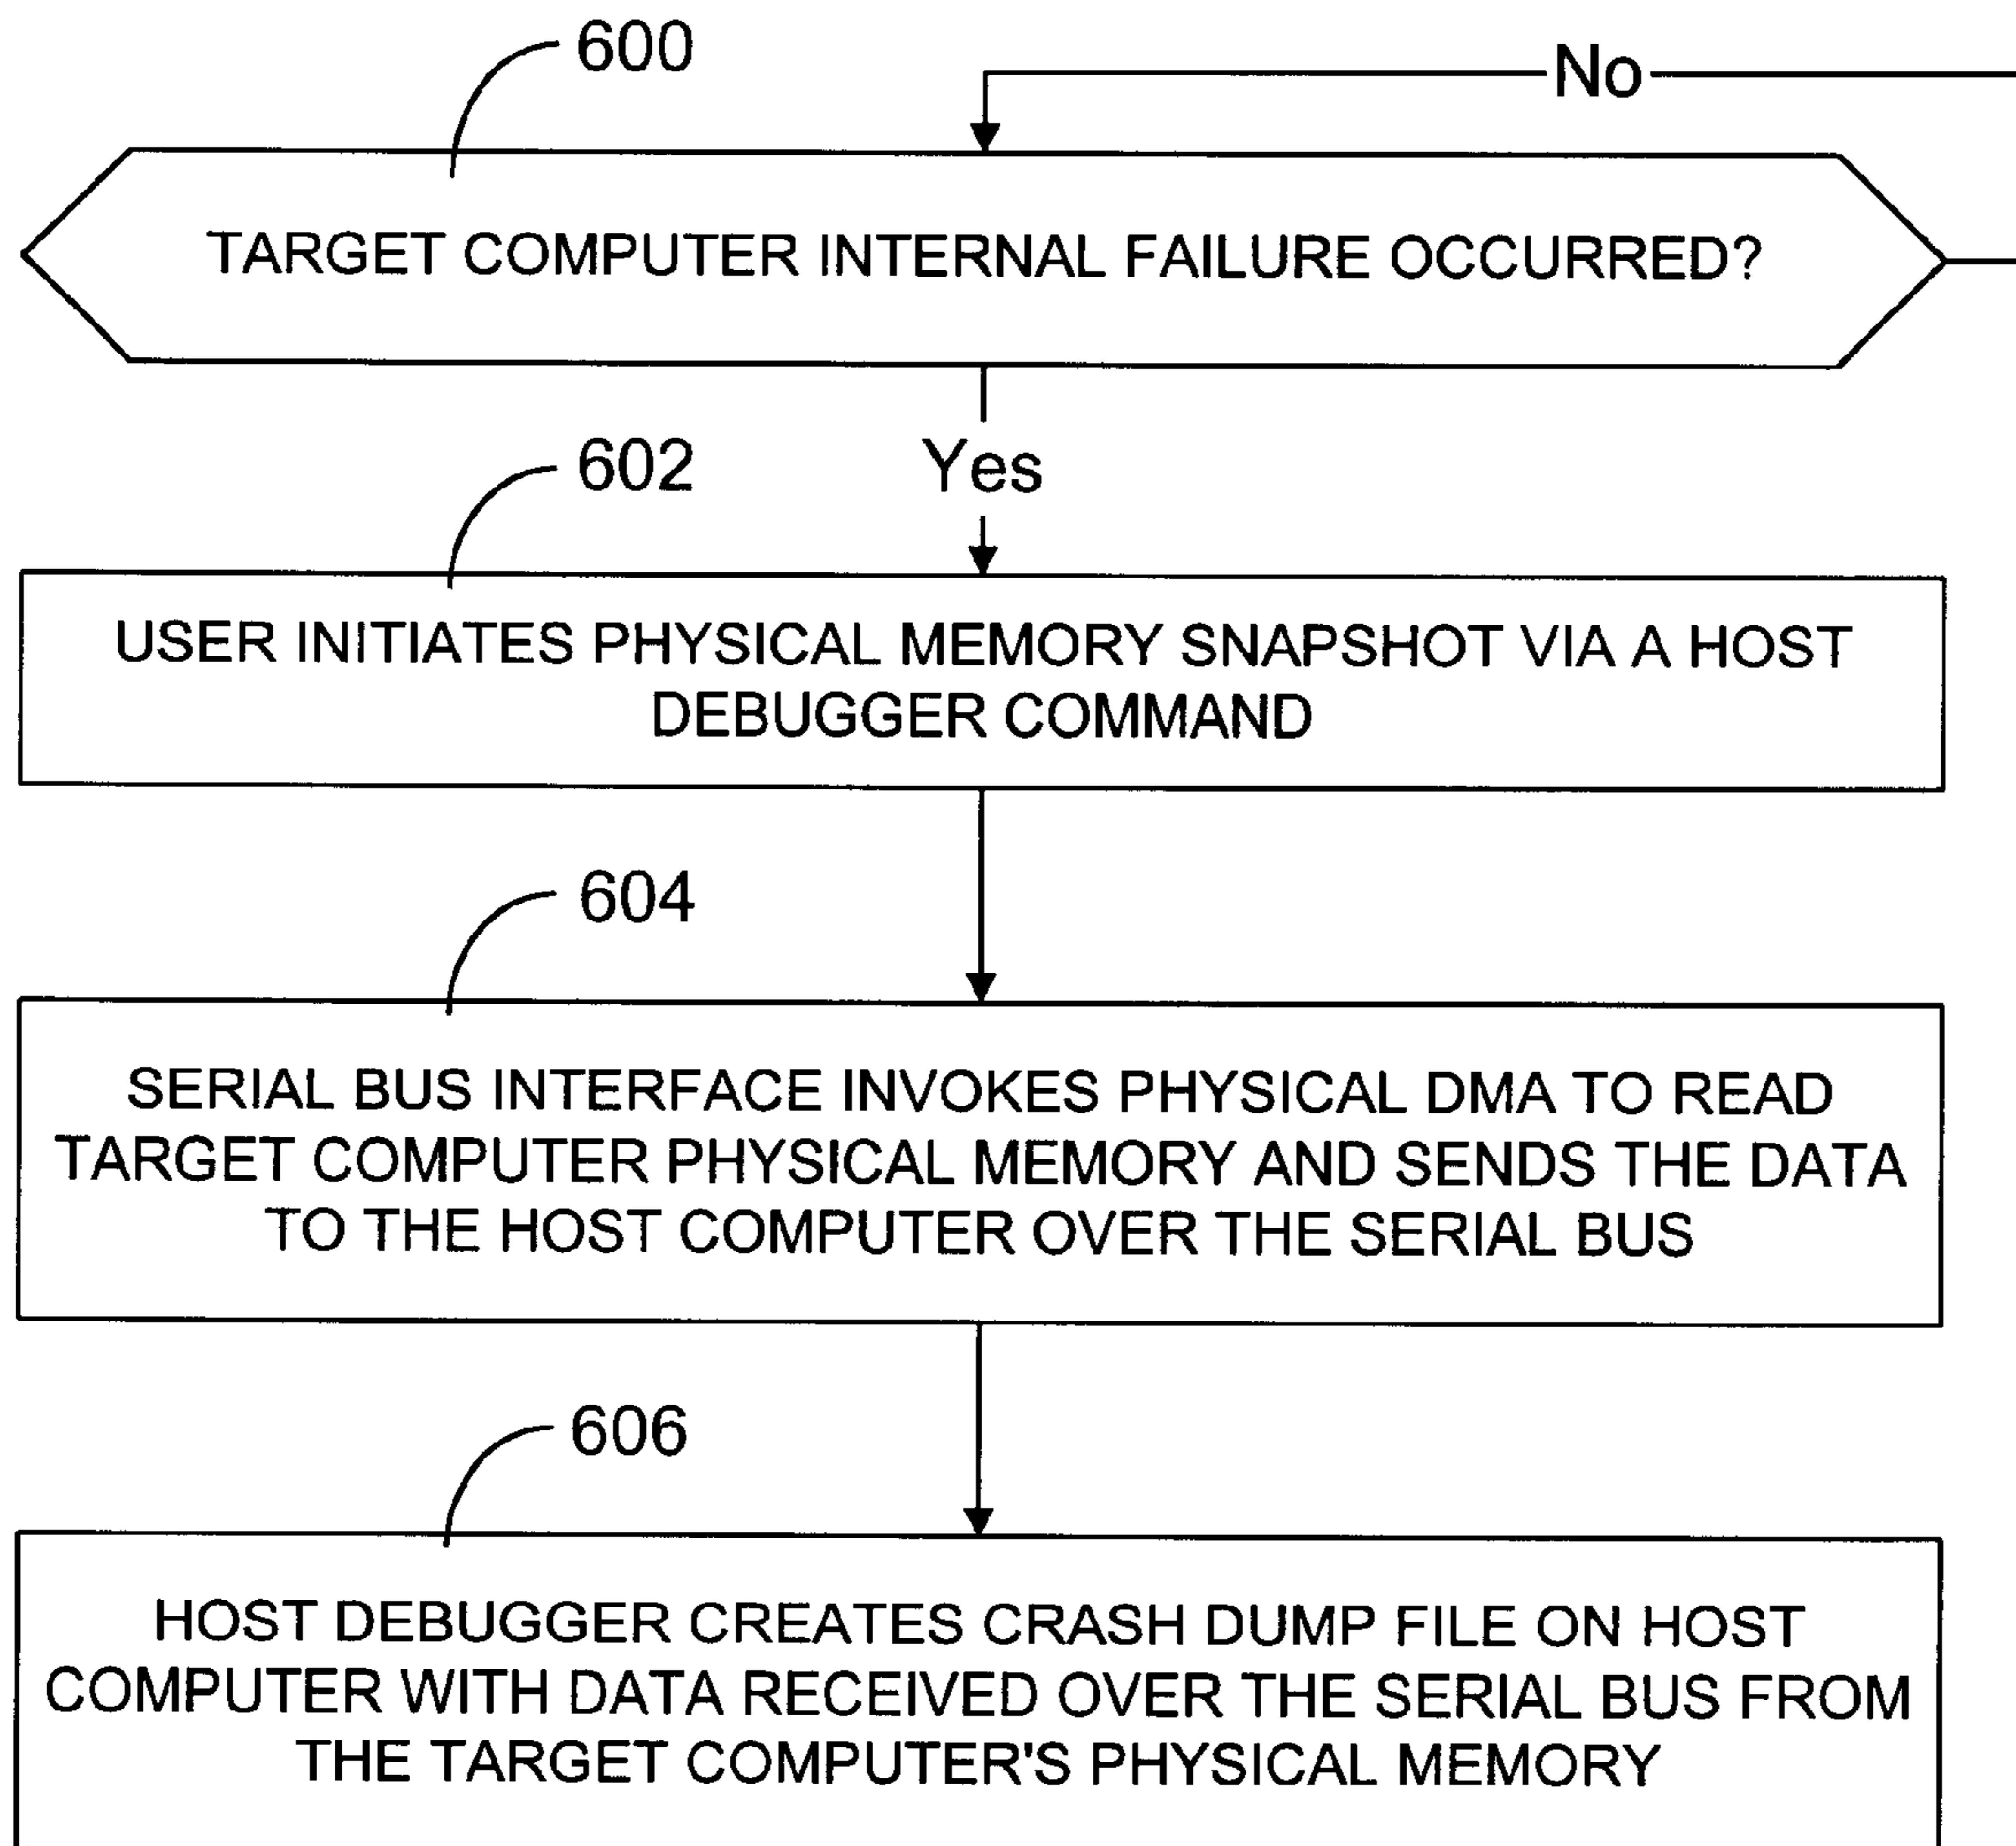 600
No
TARGET COMPUTER INTERNAL FAILURE OCCURRED?
602
Yes
USER INITIATES PHYSICAL MEMORY SNAPSHOT VIA A HOST
DEBUGGER COMMAND
604
SERIAL BUS INTERFACE INVOKES PHYSICAL DMA TO READ
TARGET COMPUTER PHYSICAL MEMORY AND SENDS THE DATA
TO THE HOST COMPUTER OVER THE SERIAL BUS
606
HOST DEBUGGER CREATES CRASH DUMP FILE ON HOST
COMPUTER WITH DATA RECEIVED OVER THE SERIAL BUS FROM
THE TARGET COMPUTER'S PHYSICAL MEMORY